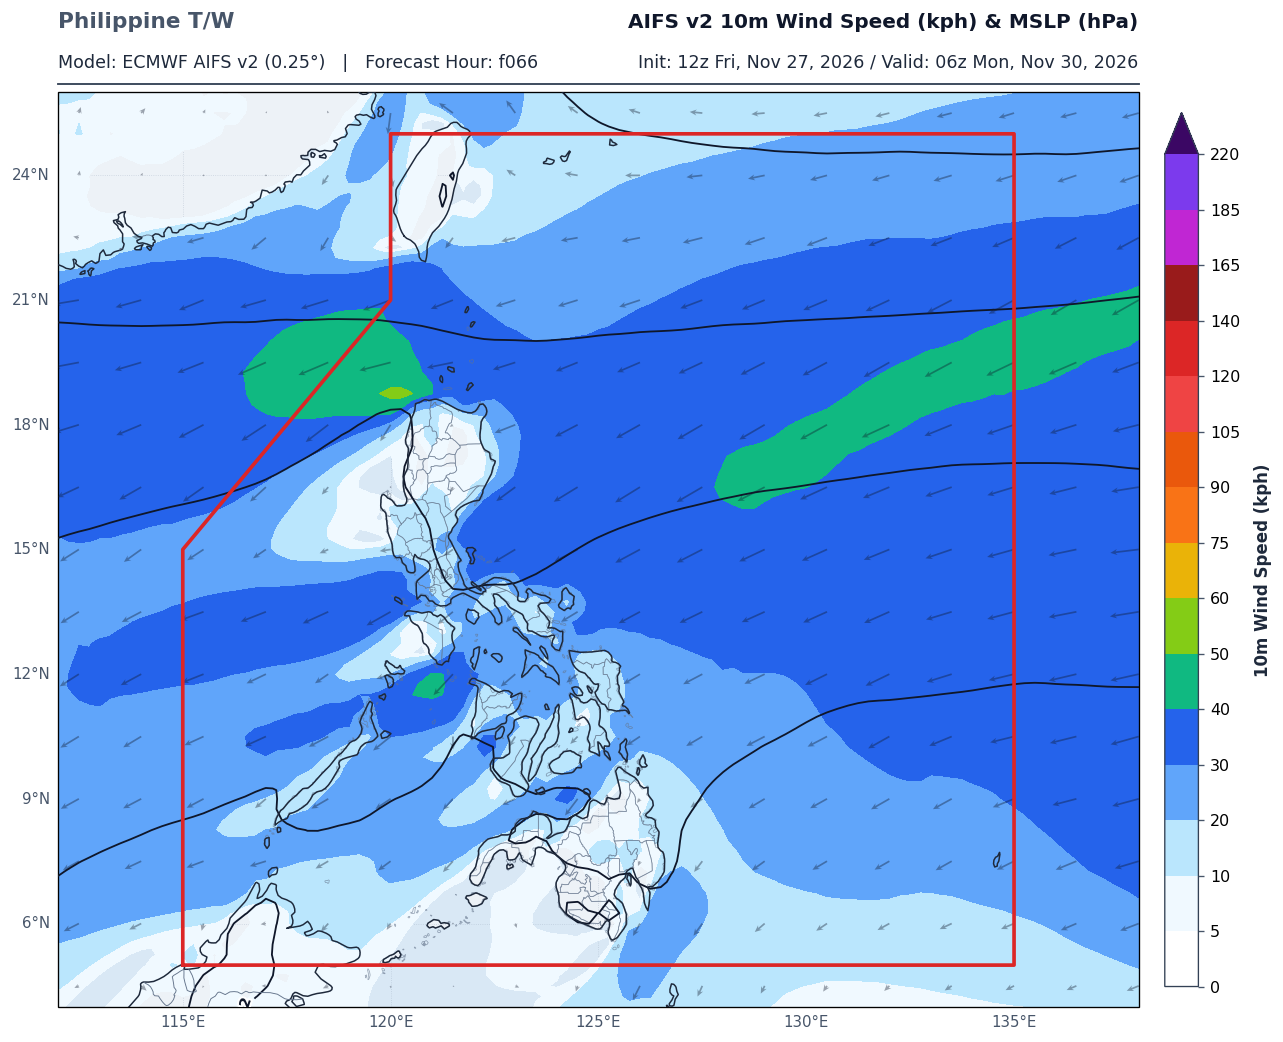 Philippine T/W
AIFS v2 10m Wind Speed (kph) & MSLP (hPa)
Model: ECMWF AIFS v2 (0.25°) | Forecast Hour: f066
Init: 12z Fri, Nov 27, 2026 / Valid: 06z Mon, Nov 30, 2026
24°N
21°N
18°N
15°N
12°N
9°N
6°N
115°E
120°E
125°E
130°E
135°E
220
185
165
140
120
105
90
75
60
50
40
30
20
10
5
0
10m Wind Speed (kph)